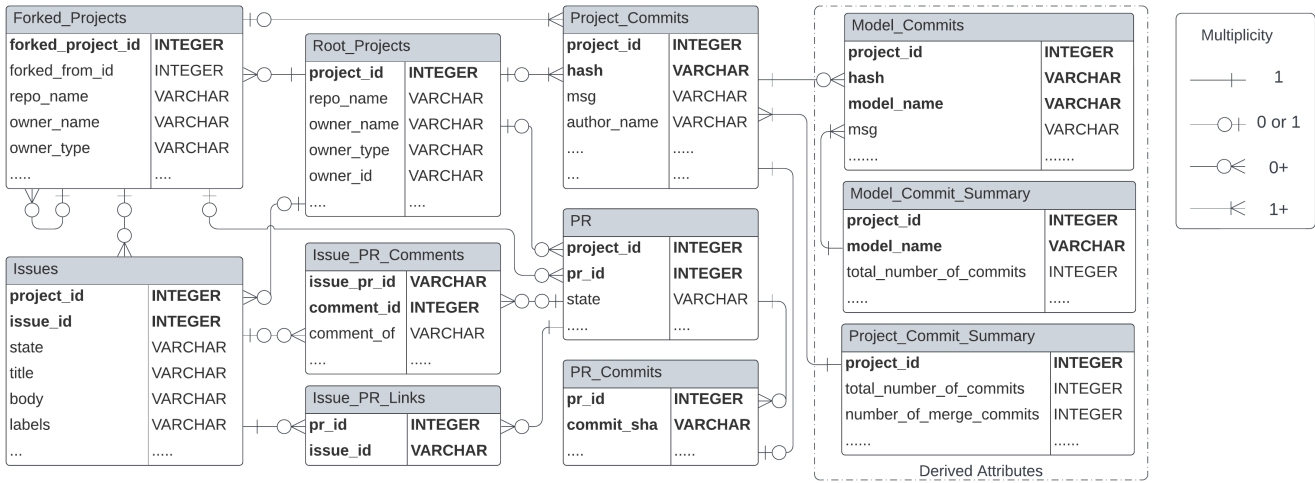 Forked_Projects
forked_project_id INTEGER
forked_from_id INTEGER
repo_name VARCHAR
owner_name VARCHAR
owner_type VARCHAR
..... ....
Root_Projects
project_id INTEGER
repo_name VARCHAR
owner_name VARCHAR
owner_type VARCHAR
owner_id VARCHAR
.... ....
Project_Commits
project_id INTEGER
hash VARCHAR
msg VARCHAR
author_name VARCHAR
.... .....
... ....
Issues
project_id INTEGER
issue_id INTEGER
state VARCHAR
title VARCHAR
body VARCHAR
labels VARCHAR
... .....
Issue_PR_Comments
issue_pr_id VARCHAR
comment_id INTEGER
comment_of VARCHAR
.... .....
Issue_PR_Links
pr_id INTEGER
issue_id VARCHAR
PR
project_id INTEGER
pr_id INTEGER
state VARCHAR
..... ....
PR_Commits
pr_id INTEGER
commit_sha VARCHAR
.... .....
Model_Commits
project_id INTEGER
hash VARCHAR
model_name VARCHAR
msg VARCHAR
....... .......
Model_Commit_Summary
project_id INTEGER
model_name VARCHAR
total_number_of_commits INTEGER
..... .....
Project_Commit_Summary
project_id INTEGER
total_number_of_commits INTEGER
number_of_merge_commits INTEGER
...... ......
Derived Attributes
Multiplicity
1
0 or 1
0+
1+